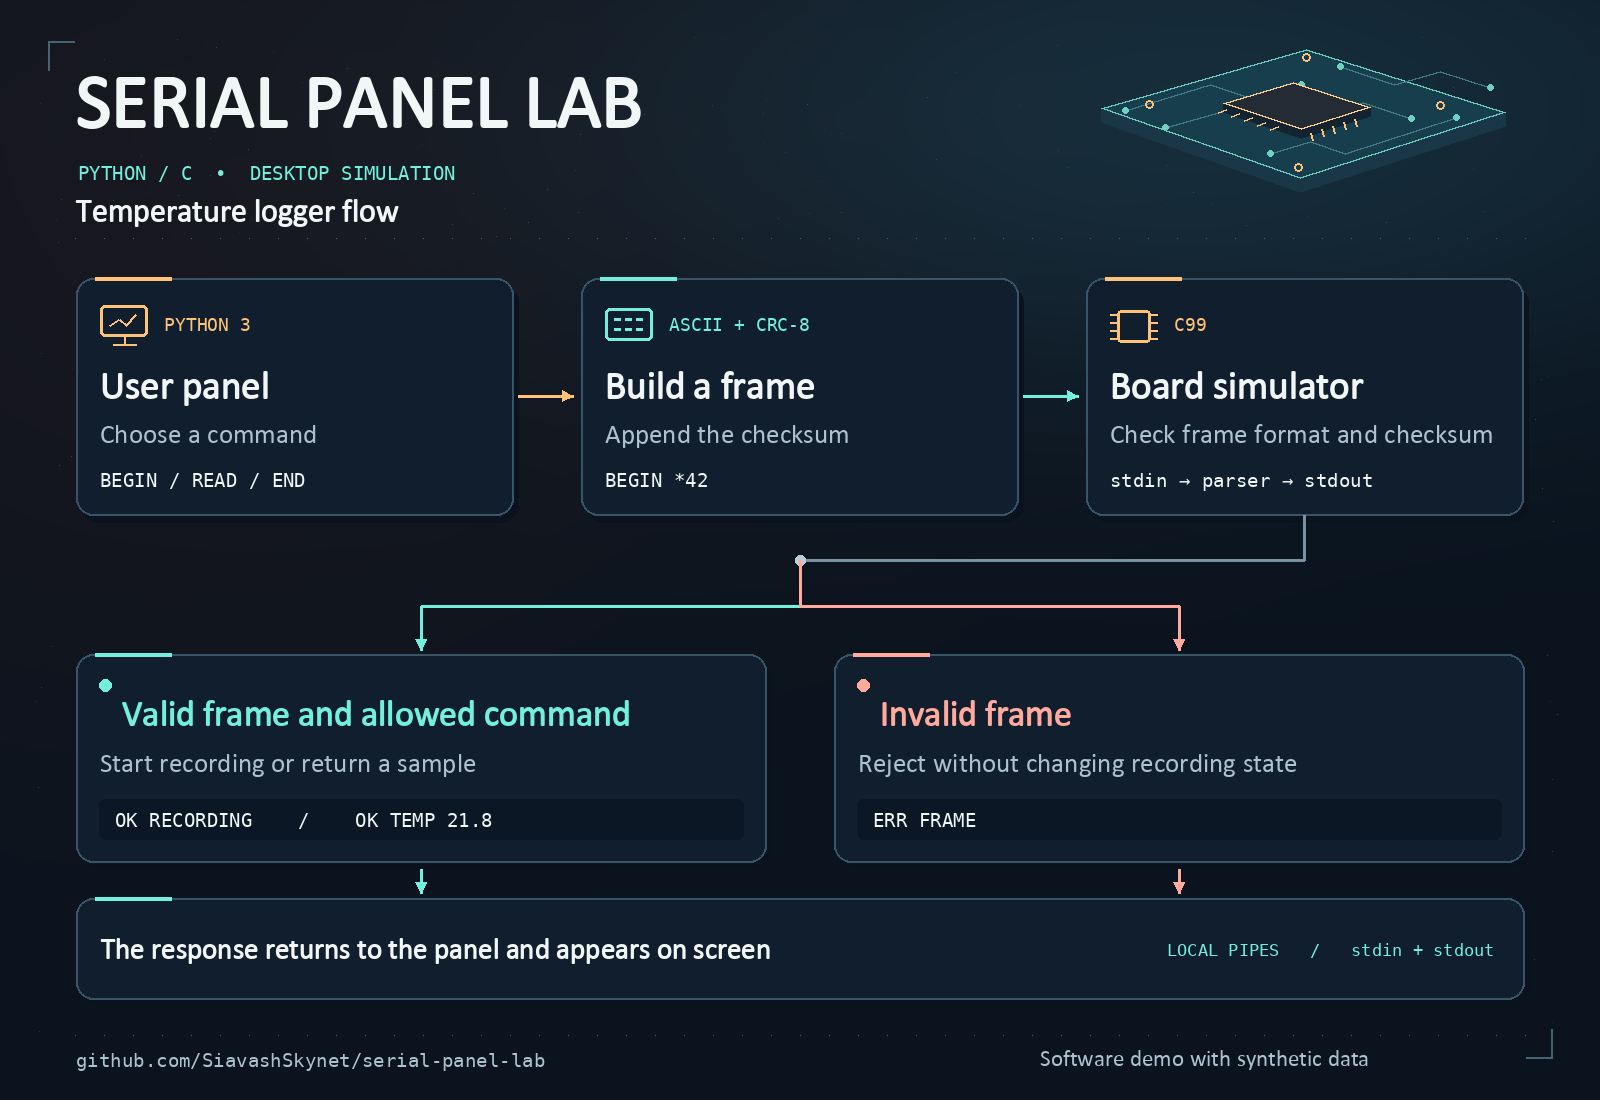 SERIAL PANEL LAB
PYTHON / C • DESKTOP SIMULATION
Temperature logger flow
PYTHON 3
User panel
Choose a command
BEGIN / READ / END
ASCII + CRC-8
Build a frame
Append the checksum
BEGIN *42
C99
Board simulator
Check frame format and checksum
stdin → parser → stdout
Valid frame and allowed command
Start recording or return a sample
OK RECORDING / OK TEMP 21.8
Invalid frame
Reject without changing recording state
ERR FRAME
The response returns to the panel and appears on screen
LOCAL PIPES / stdin + stdout
github.com/SiavashSkynet/serial-panel-lab
Software demo with synthetic data